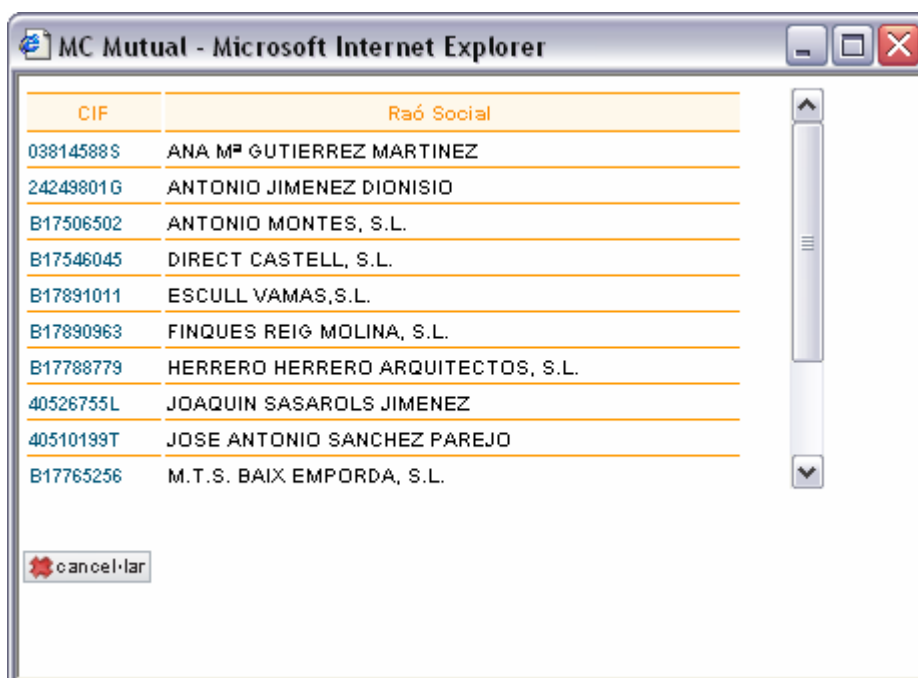 MC Mutual - Microsoft Internet Explorer
CIF Raó Social
03814588S ANA Mª GUTIERREZ MARTINEZ
24249801G ANTONIO JIMENEZ DIONISIO
B17506502 ANTONIO MONTES, S.L.
B17546045 DIRECT CASTELL, S.L.
B17891011 ESCULL VAMAS,S.L.
B17890963 FINQUES REIG MOLINA, S.L.
B17788779 HERRERO HERRERO ARQUITECTOS, S.L.
40526755L JOAQUIN SASAROLS JIMENEZ
40510199T JOSE ANTONIO SANCHEZ PAREJO
B17765256 M.T.S. BAIX EMPORDA, S.L.
cancel·lar